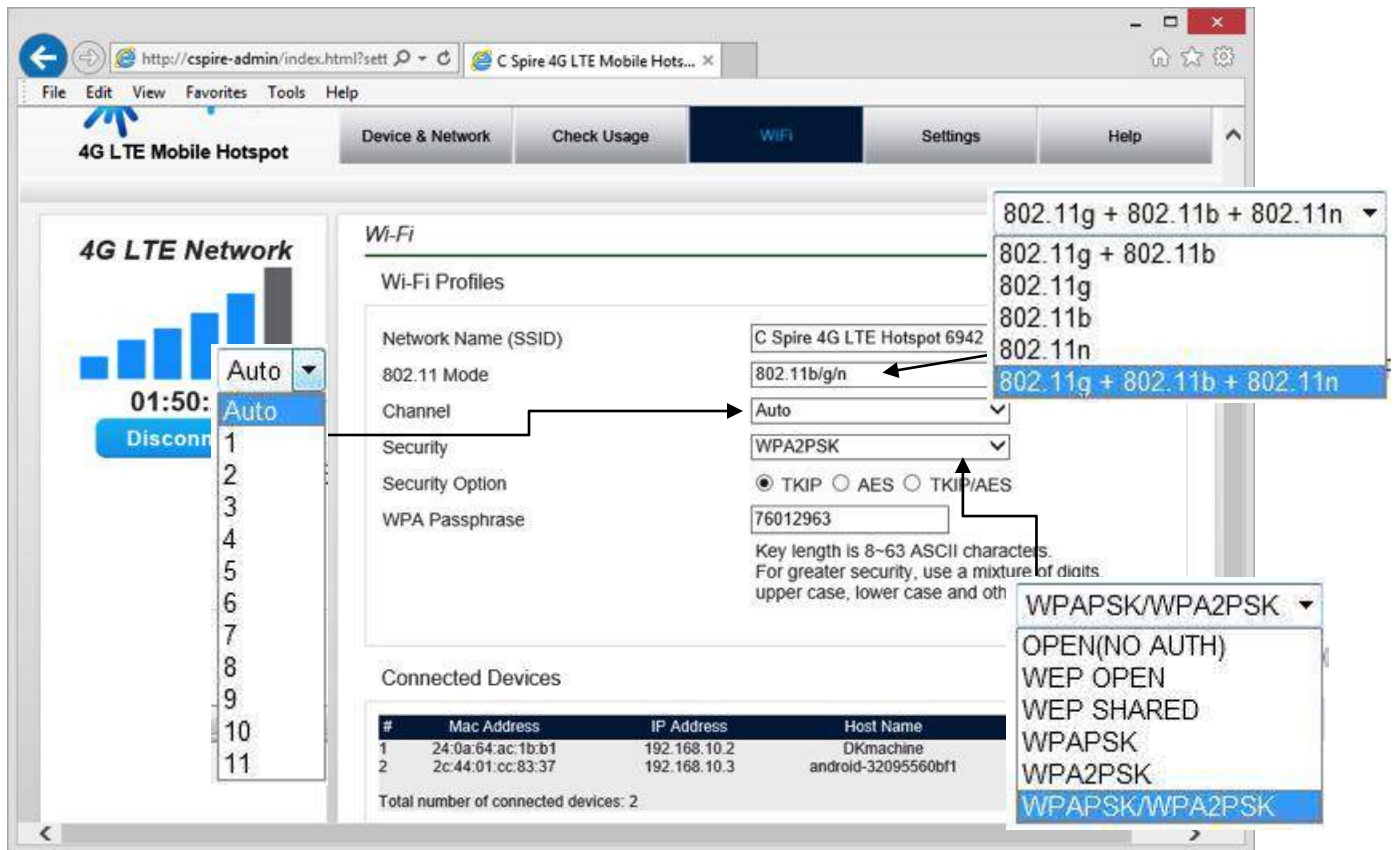 http://cspire-admin/index.html?sett
C Spire 4G LTE Mobile Hots...
File Edit View Favorites Tools Help
4G LTE Mobile Hotspot
Device & Network Check Usage WiFi Settings Help
4G LTE Network
01:50:
Disconn
Auto
Auto
1
2
3
4
5
6
7
8
9
10
11
Wi-Fi
Wi-Fi Profiles
Network Name (SSID) C Spire 4G LTE Hotspot 6942
802.11 Mode 802.11b/g/n
Channel Auto
Security WPA2PSK
Security Option TKIP AES TKIP/AES
WPA Passphrase 76012963
Key length is 8~63 ASCII characters.
For greater security, use a mixture of digits,
upper case, lower case and oth
802.11g + 802.11b + 802.11n
802.11g + 802.11b
802.11g
802.11b
802.11n
802.11g + 802.11b + 802.11n
WPAPSK/WPA2PSK
OPEN(NO AUTH)
WEP OPEN
WEP SHARED
WPAPSK
WPA2PSK
WPAPSK/WPA2PSK
Connected Devices
# Mac Address IP Address Host Name
1 24:0a:64:ac:1b:b1 192.168.10.2 DKmachine
2 2c:44:01:cc:83:37 192.168.10.3 android-32095560bf1
Total number of connected devices: 2